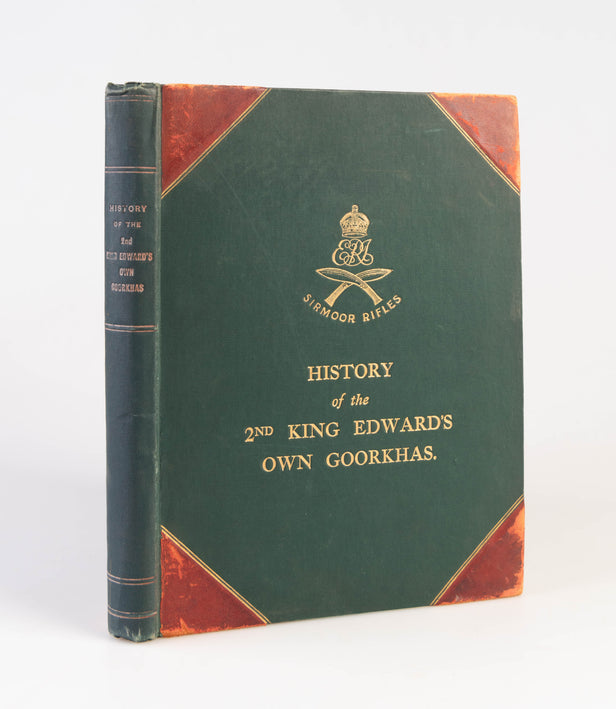 HISTORY
OF THE
2nd
KING EDWARD'S
OWN
GOORKHAS
ERI
SIRMOOR RIFLES
HISTORY
of the
2ND KING EDWARD'S
OWN GOORKHAS.